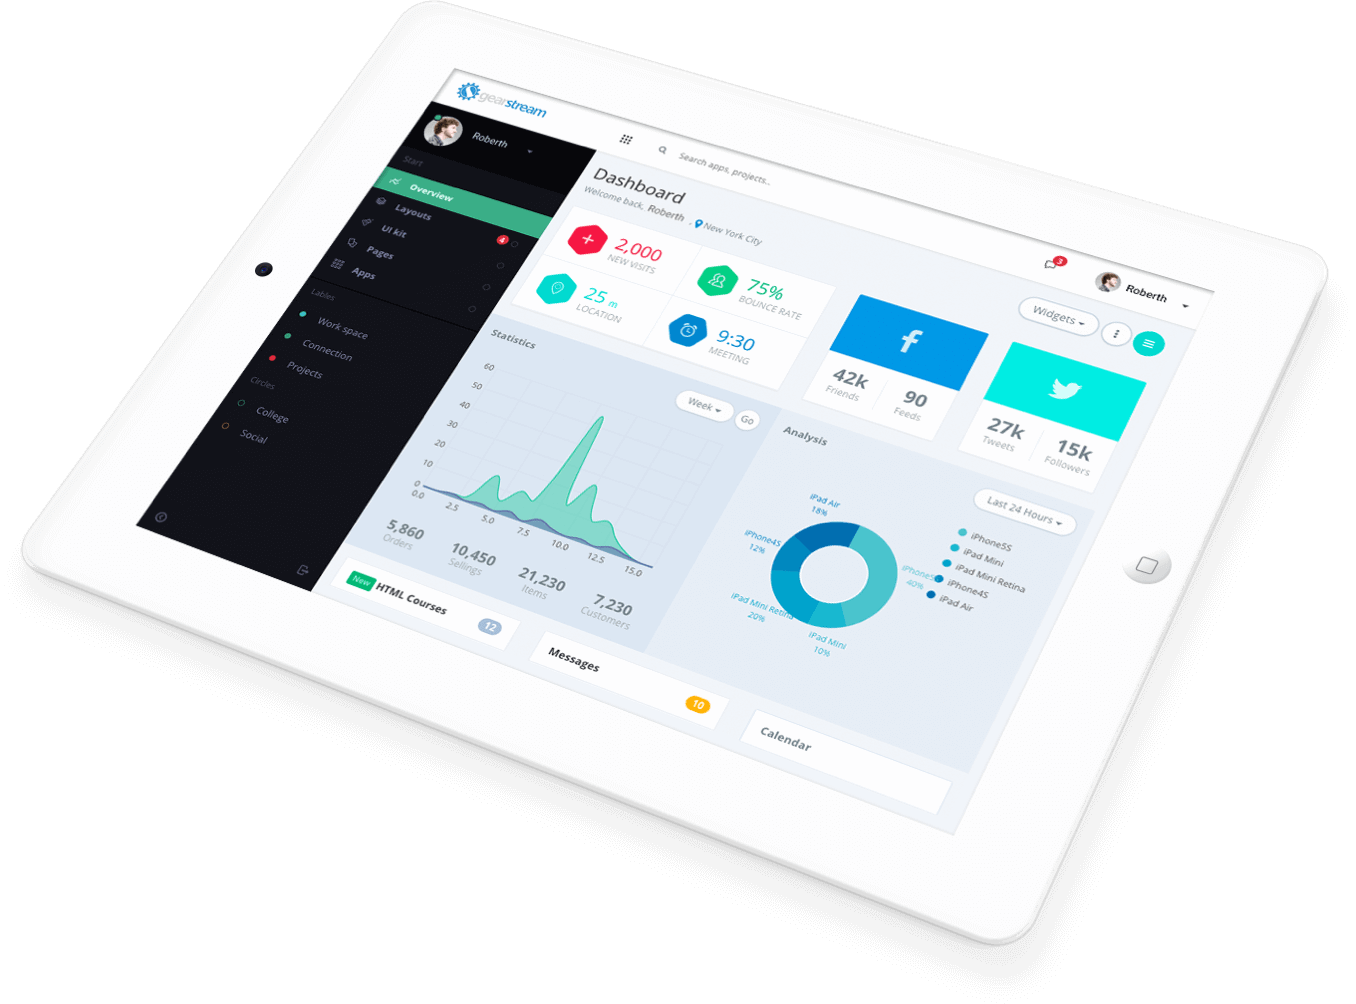 gearstream
Search apps, projects..
3
Roberth
Roberth
Start
Overview
Layouts
UI kit
4
Pages
Apps
Lables
Work space
Connection
Projects
Circles
College
Social
Dashboard
Welcome back, Roberth , New York City
Widgets
2,000
NEW VISITS
75%
BOUNCE RATE
25 m
LOCATION
9:30
MEETING
42k
Friends
90
Feeds
27k
Tweets
15k
Followers
Statistics
Week
Go
60
50
40
30
20
10
0
0.0
2.5
5.0
7.5
10.0
12.5
15.0
5,860
Orders
10,450
Sellings
21,230
Items
7,230
Customers
Analysis
Last 24 Hours
iPad Air
18%
iPhone4S
12%
iPad Mini Retina
20%
iPad Mini
10%
iPhone5S
40%
iPhone5S
iPad Mini
iPad Mini Retina
iPhone4S
iPad Air
New HTML Courses
12
Messages
10
Calendar